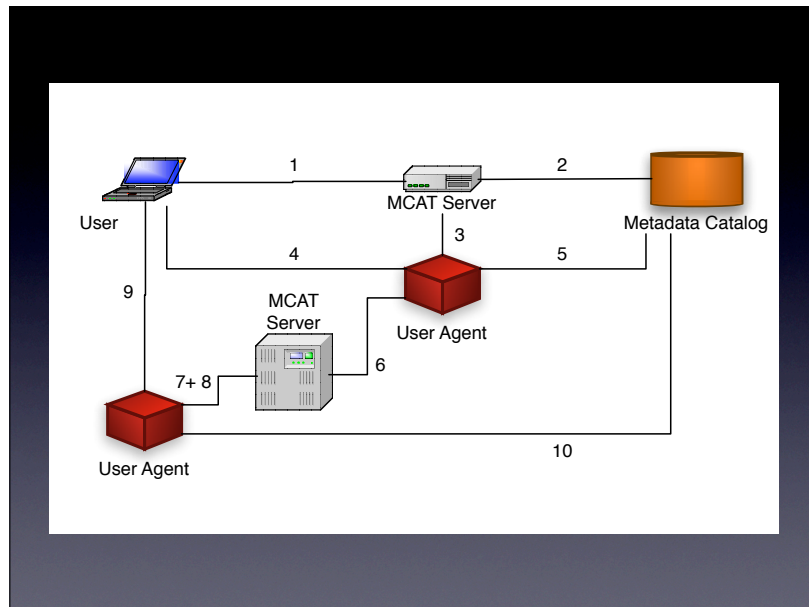 1
2
MCAT Server
User
Metadata Catalog
3
4
5
9
MCAT
Server
User Agent
6
7+ 8
10
User Agent